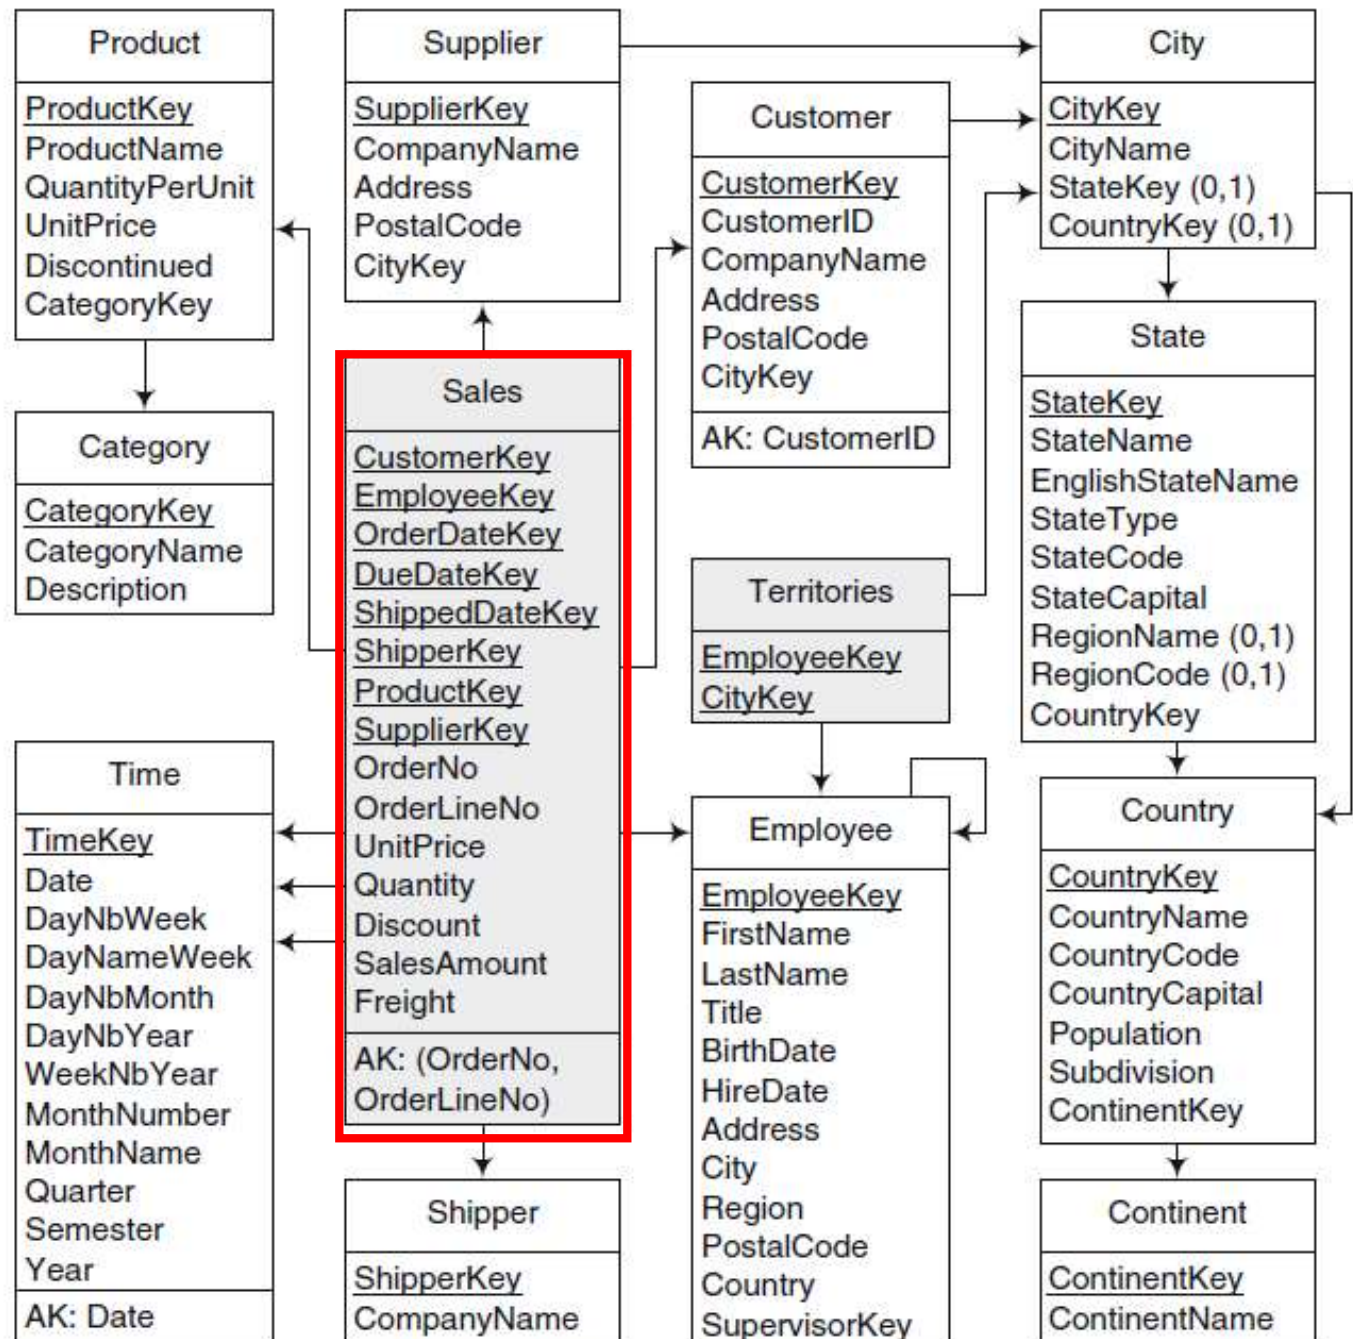 Product
ProductKey
ProductName
QuantityPerUnit
UnitPrice
Discontinued
CategoryKey
Category
CategoryKey
CategoryName
Description
Time
TimeKey
Date
DayNbWeek
DayNameWeek
DayNbMonth
DayNbYear
WeekNbYear
MonthNumber
MonthName
Quarter
Semester
Year
AK: Date
Supplier
SupplierKey
CompanyName
Address
PostalCode
CityKey
Sales
CustomerKey
EmployeeKey
OrderDateKey
DueDateKey
ShippedDateKey
ShipperKey
ProductKey
SupplierKey
OrderNo
OrderLineNo
UnitPrice
Quantity
Discount
SalesAmount
Freight
AK: (OrderNo,
OrderLineNo)
Shipper
ShipperKey
CompanyName
Customer
CustomerKey
CustomerID
CompanyName
Address
PostalCode
CityKey
AK: CustomerID
Territories
EmployeeKey
CityKey
Employee
EmployeeKey
FirstName
LastName
Title
BirthDate
HireDate
Address
City
Region
PostalCode
Country
SupervisorKey
City
CityKey
CityName
StateKey (0,1)
CountryKey (0,1)
State
StateKey
StateName
EnglishStateName
StateType
StateCode
StateCapital
RegionName (0,1)
RegionCode (0,1)
CountryKey
Country
CountryKey
CountryName
CountryCode
CountryCapital
Population
Subdivision
ContinentKey
Continent
ContinentKey
ContinentName